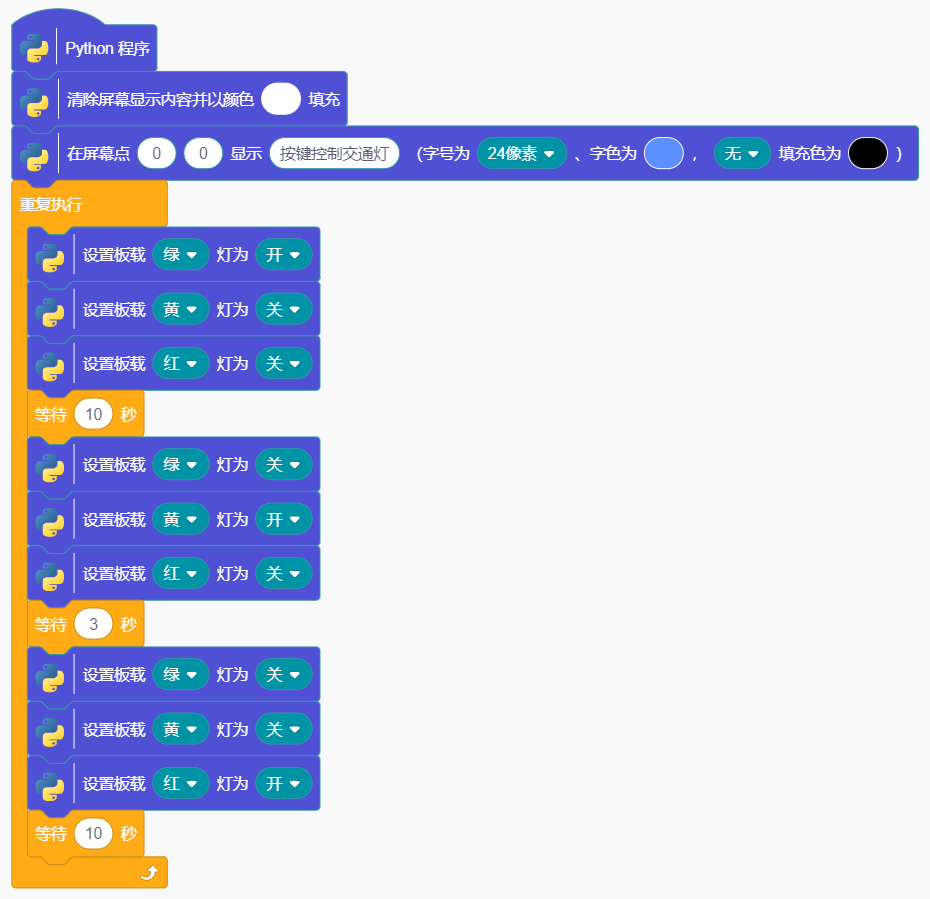 Python 程序
清除屏幕显示内容并以颜色 填充
在屏幕点 0 0 显示 按键控制交通灯 (字号为 24像素 、字色为 , 无 填充色为 )
重复执行
设置板载 绿 灯为 开
设置板载 黄 灯为 关
设置板载 红 灯为 关
等待 10 秒
设置板载 绿 灯为 关
设置板载 黄 灯为 开
设置板载 红 灯为 关
等待 3 秒
设置板载 绿 灯为 关
设置板载 黄 灯为 关
设置板载 红 灯为 开
等待 10 秒